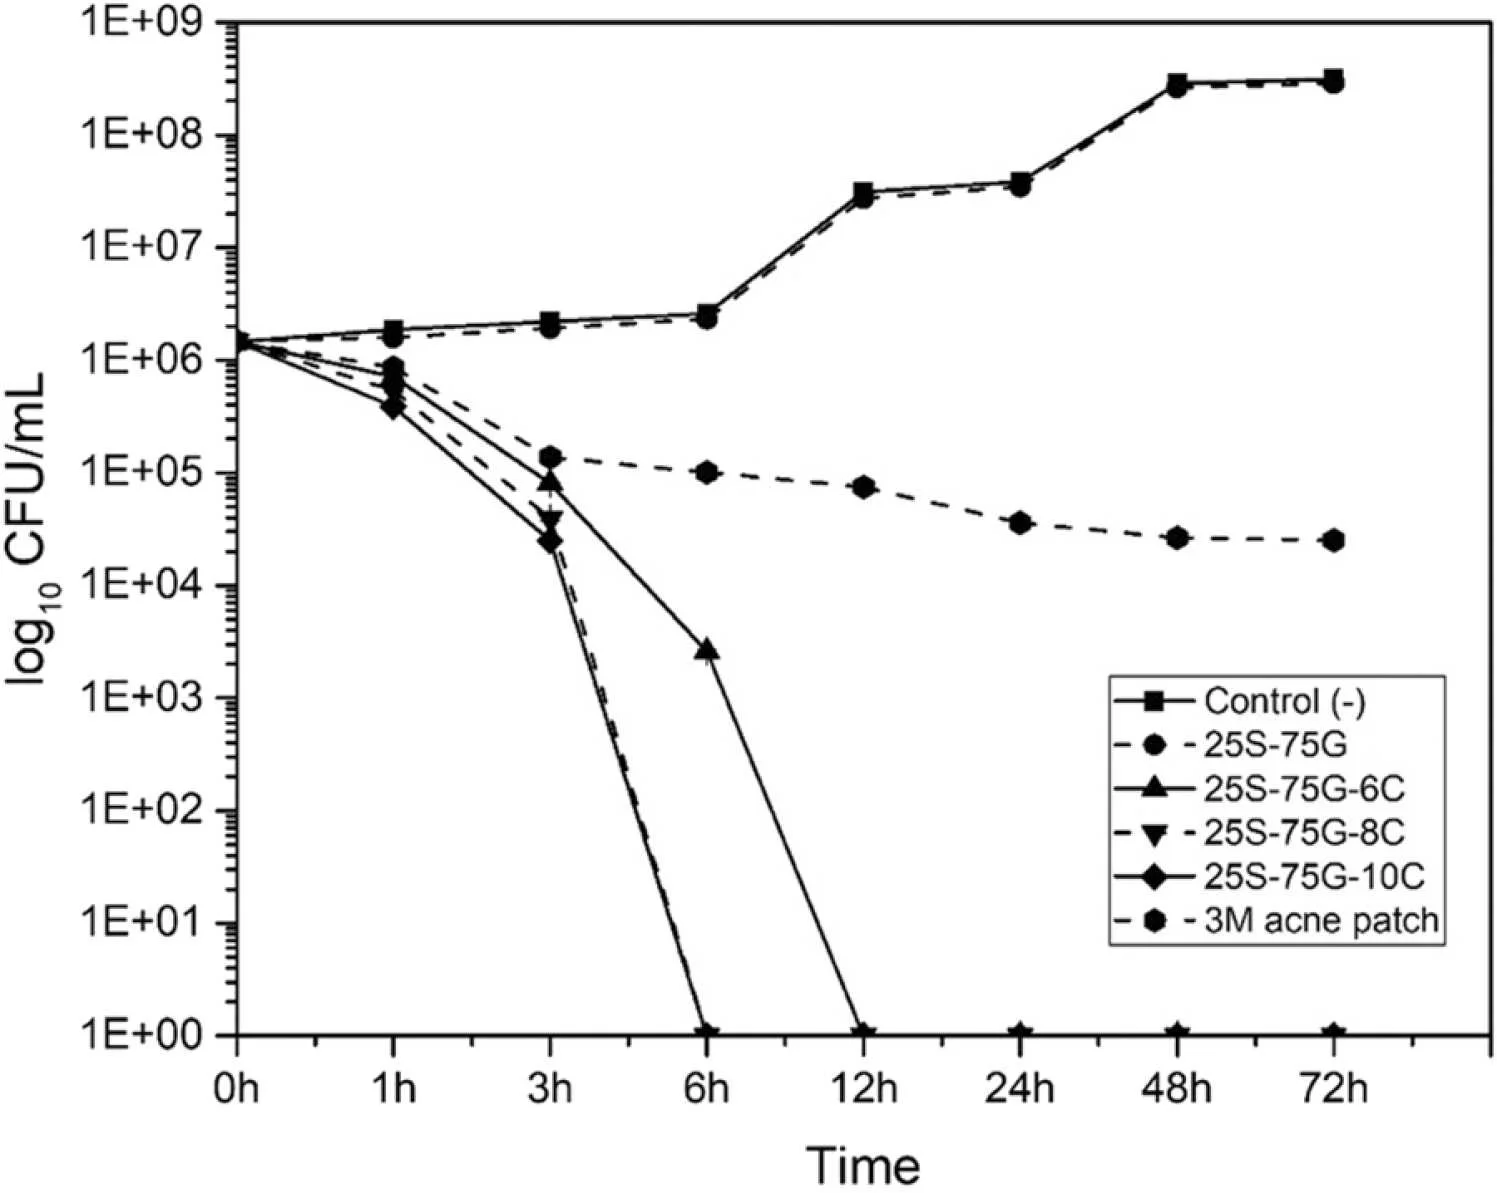 1E+09
1E+08
1E+07
1E+06
1E+05
1E+04
1E+03
1E+02
1E+01
1E+00
log10 CFU/mL
0h 1h 3h 6h 12h 24h 48h 72h
Time
Control (-)
25S-75G
25S-75G-6C
25S-75G-8C
25S-75G-10C
3M acne patch